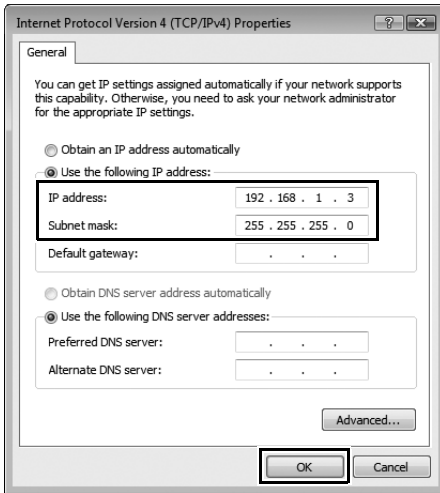 Internet Protocol Version 4 (TCP/IPv4) Properties
General
You can get IP settings assigned automatically if your network supports
this capability. Otherwise, you need to ask your network administrator
for the appropriate IP settings.
Obtain an IP address automatically
Use the following IP address:
IP address: 192 . 168 . 1 . 3
Subnet mask: 255 . 255 . 255 . 0
Default gateway: . . .
Obtain DNS server address automatically
Use the following DNS server addresses:
Preferred DNS server: . . .
Alternate DNS server: . . .
Advanced...
OK Cancel